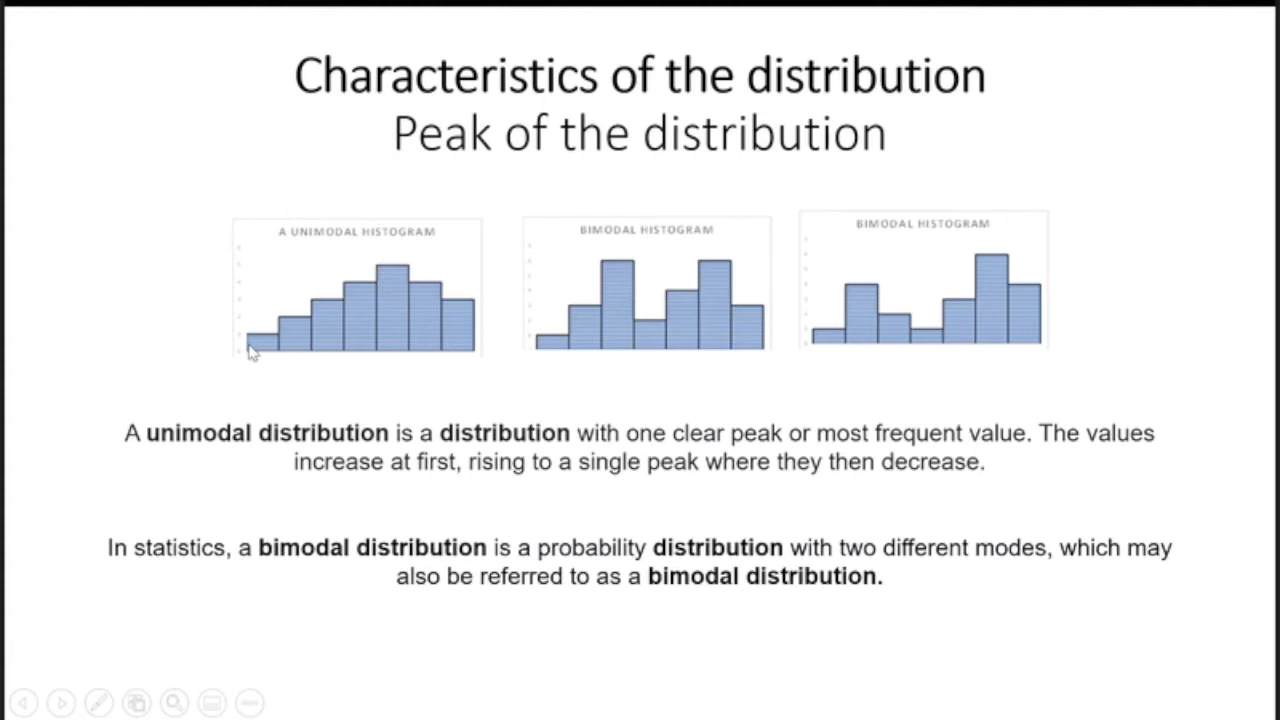 Characteristics of the distribution
Peak of the distribution
A UNIMODAL HISTOGRAM
BIMODAL HISTOGRAM
BIMODAL HISTOGRAM
A unimodal distribution is a distribution with one clear peak or most frequent value. The values
increase at first, rising to a single peak where they then decrease.
In statistics, a bimodal distribution is a probability distribution with two different modes, which may
also be referred to as a bimodal distribution.